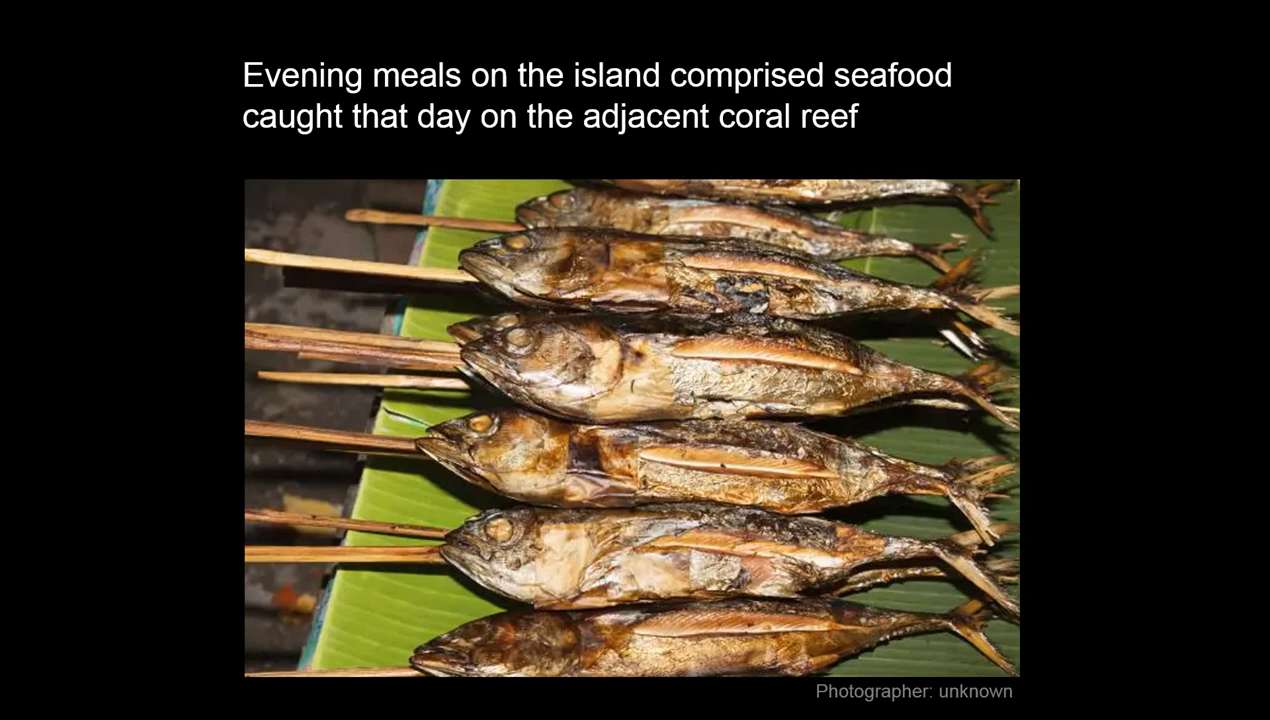 Evening meals on the island comprised seafood
caught that day on the adjacent coral reef
Photographer: unknown